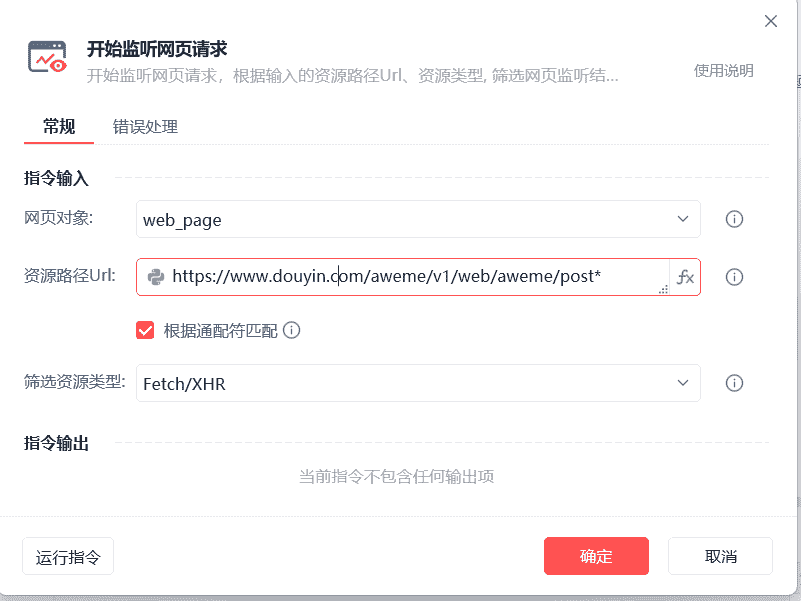 开始监听网页请求
开始监听网页请求，根据输入的资源路径Url、资源类型, 筛选网页监听结...
使用说明
常规 错误处理
指令输入
网页对象: web_page
资源路径Url: https://www.douyin.com/aweme/v1/web/aweme/post* fx
根据通配符匹配
筛选资源类型: Fetch/XHR
指令输出
当前指令不包含任何输出项
运行指令 确定 取消